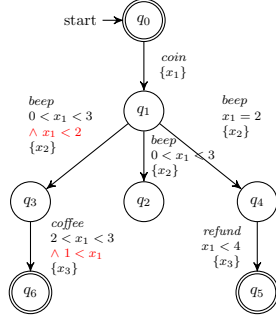 start
q0
coin
{x1}
q1
beep
0 < x1 < 3
∧ x1 < 2
{x2}
beep
0 < x1 < 3
{x2}
beep
x1 = 2
{x2}
q3
q2
q4
coffee
2 < x1 < 3
∧ 1 < x1
{x3}
refund
x1 < 4
{x3}
q6
q5